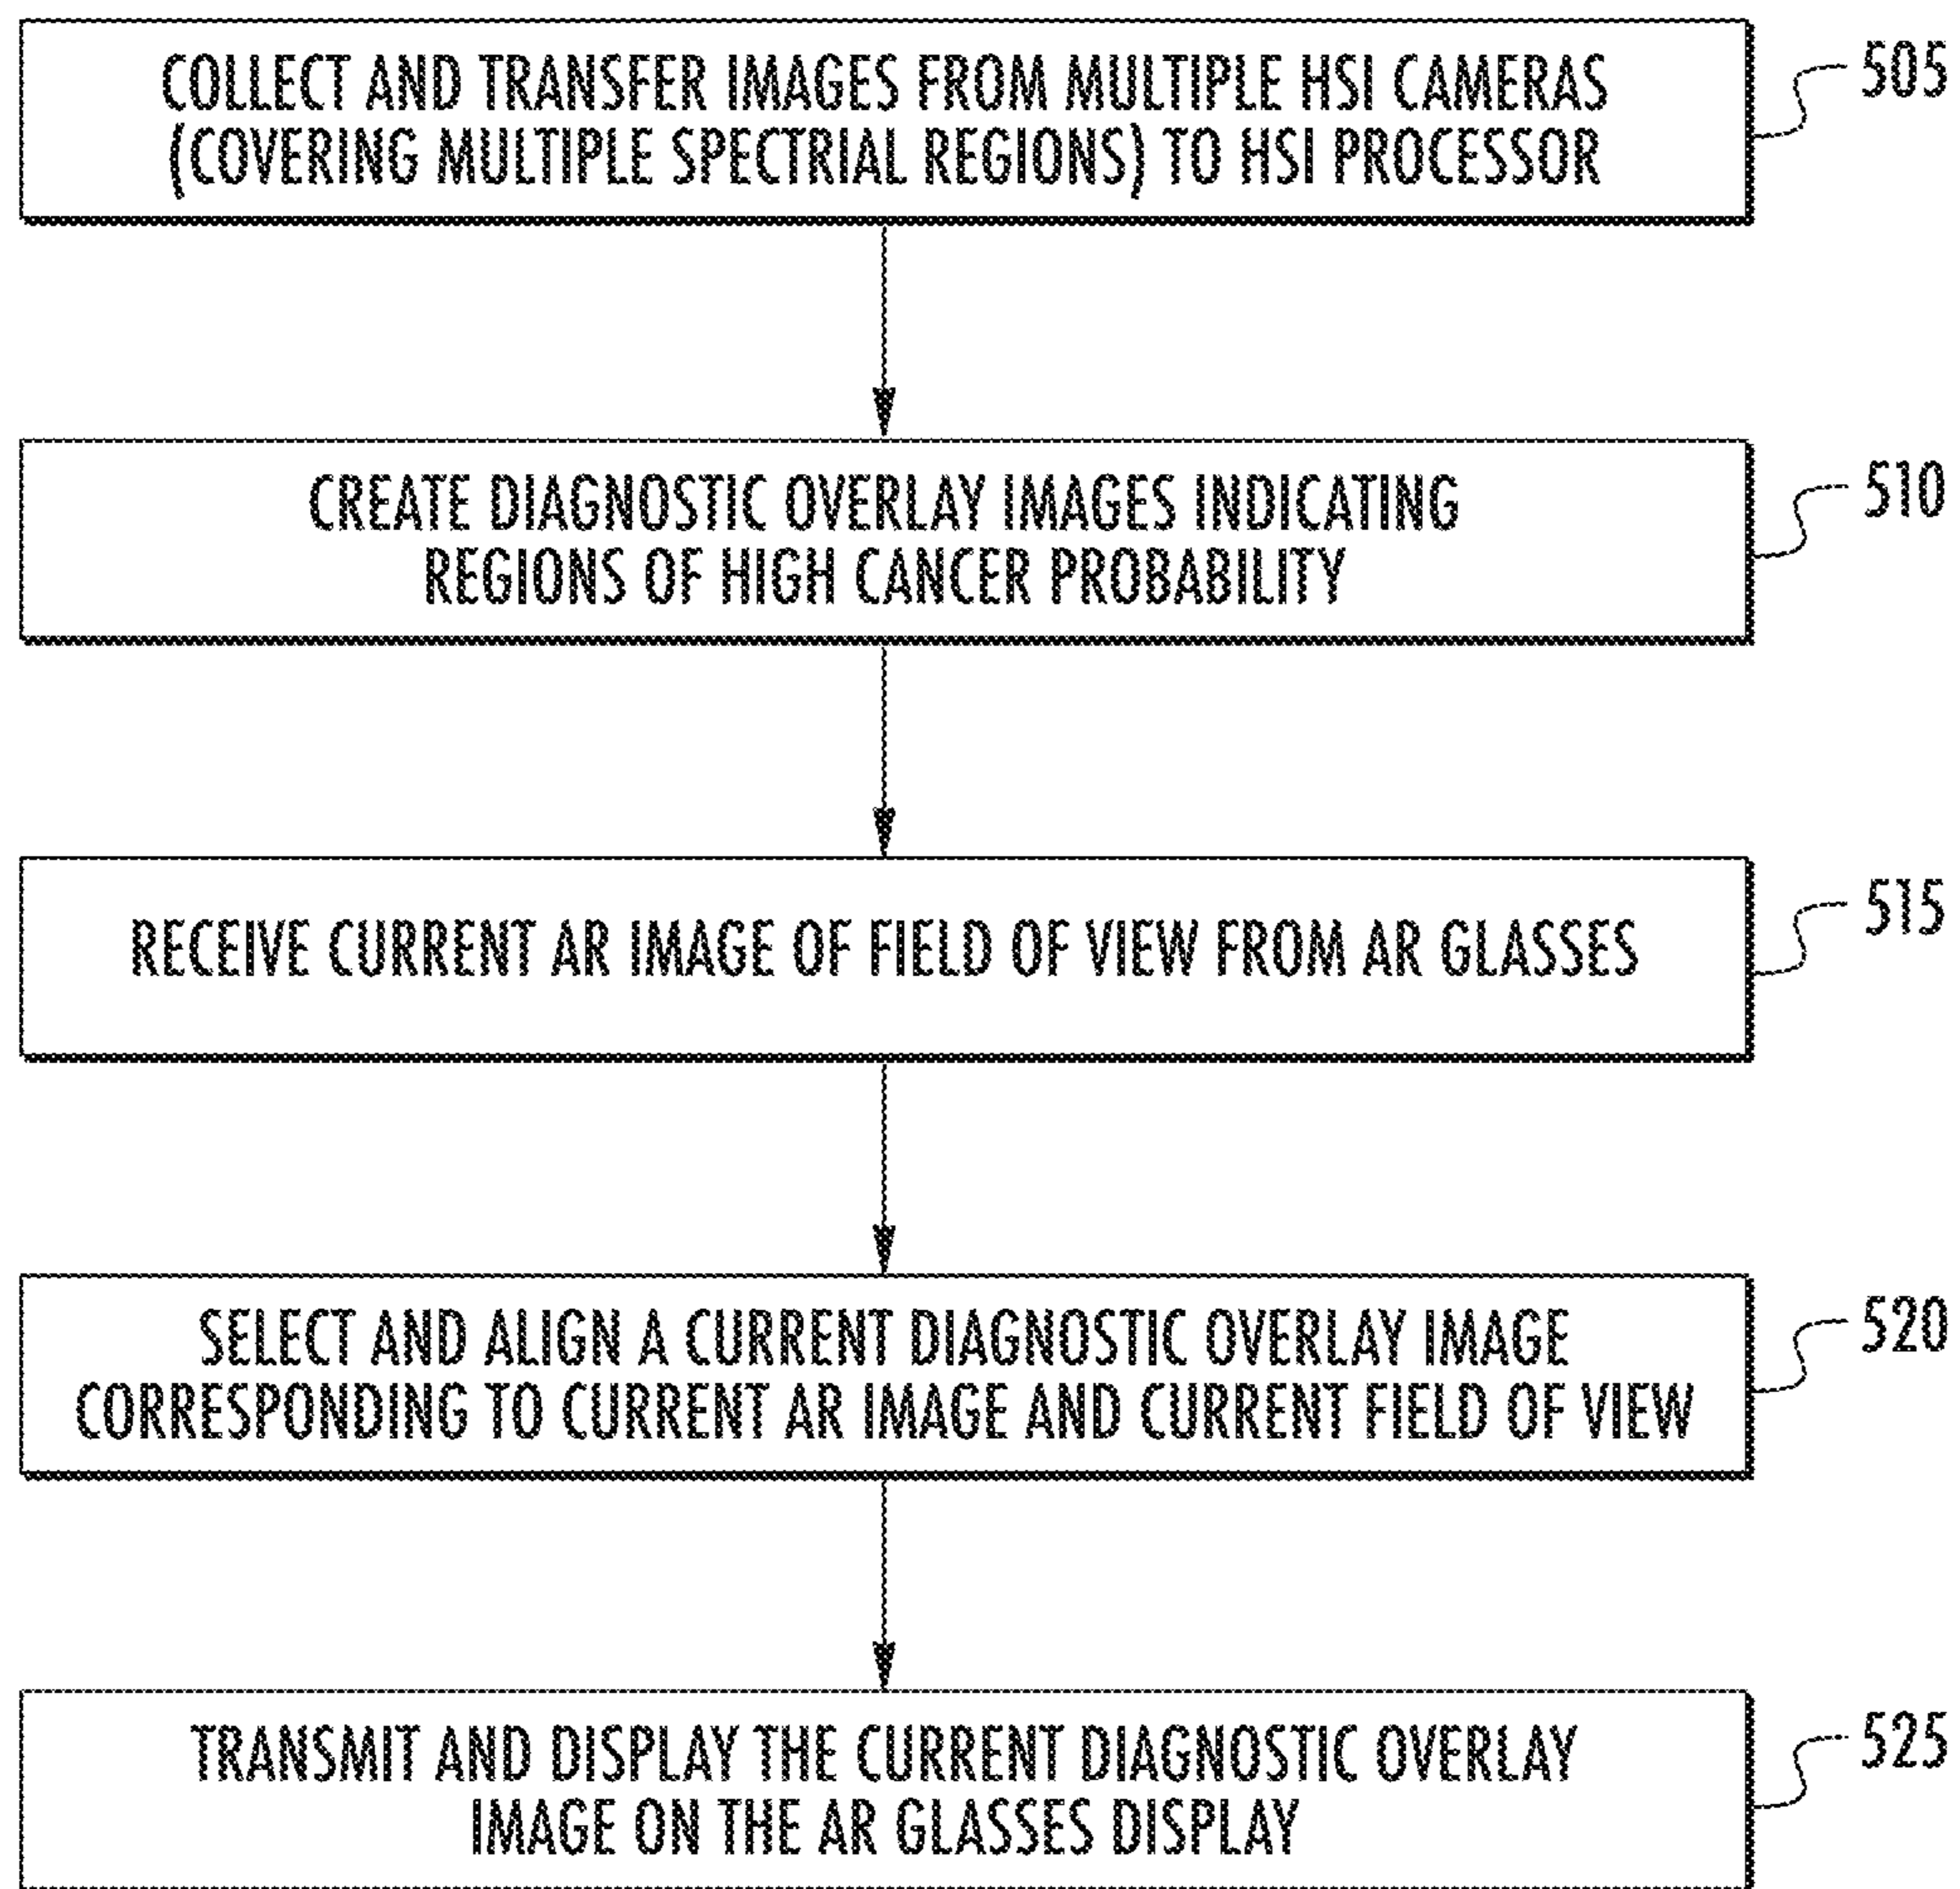 COLLECT AND TRANSFER IMAGES FROM MULTIPLE HSI CAMERAS
(COVERING MULTIPLE SPECTRIAL REGIONS) TO HSI PROCESSOR
505
CREATE DIAGNOSTIC OVERLAY IMAGES INDICATING
REGIONS OF HIGH CANCER PROBABILITY
510
RECEIVE CURRENT AR IMAGE OF FIELD OF VIEW FROM AR GLASSES
515
SELECT AND ALIGN A CURRENT DIAGNOSTIC OVERLAY IMAGE
CORRESPONDING TO CURRENT AR IMAGE AND CURRENT FIELD OF VIEW
520
TRANSMIT AND DISPLAY THE CURRENT DIAGNOSTIC OVERLAY
IMAGE ON THE AR GLASSES DISPLAY
525